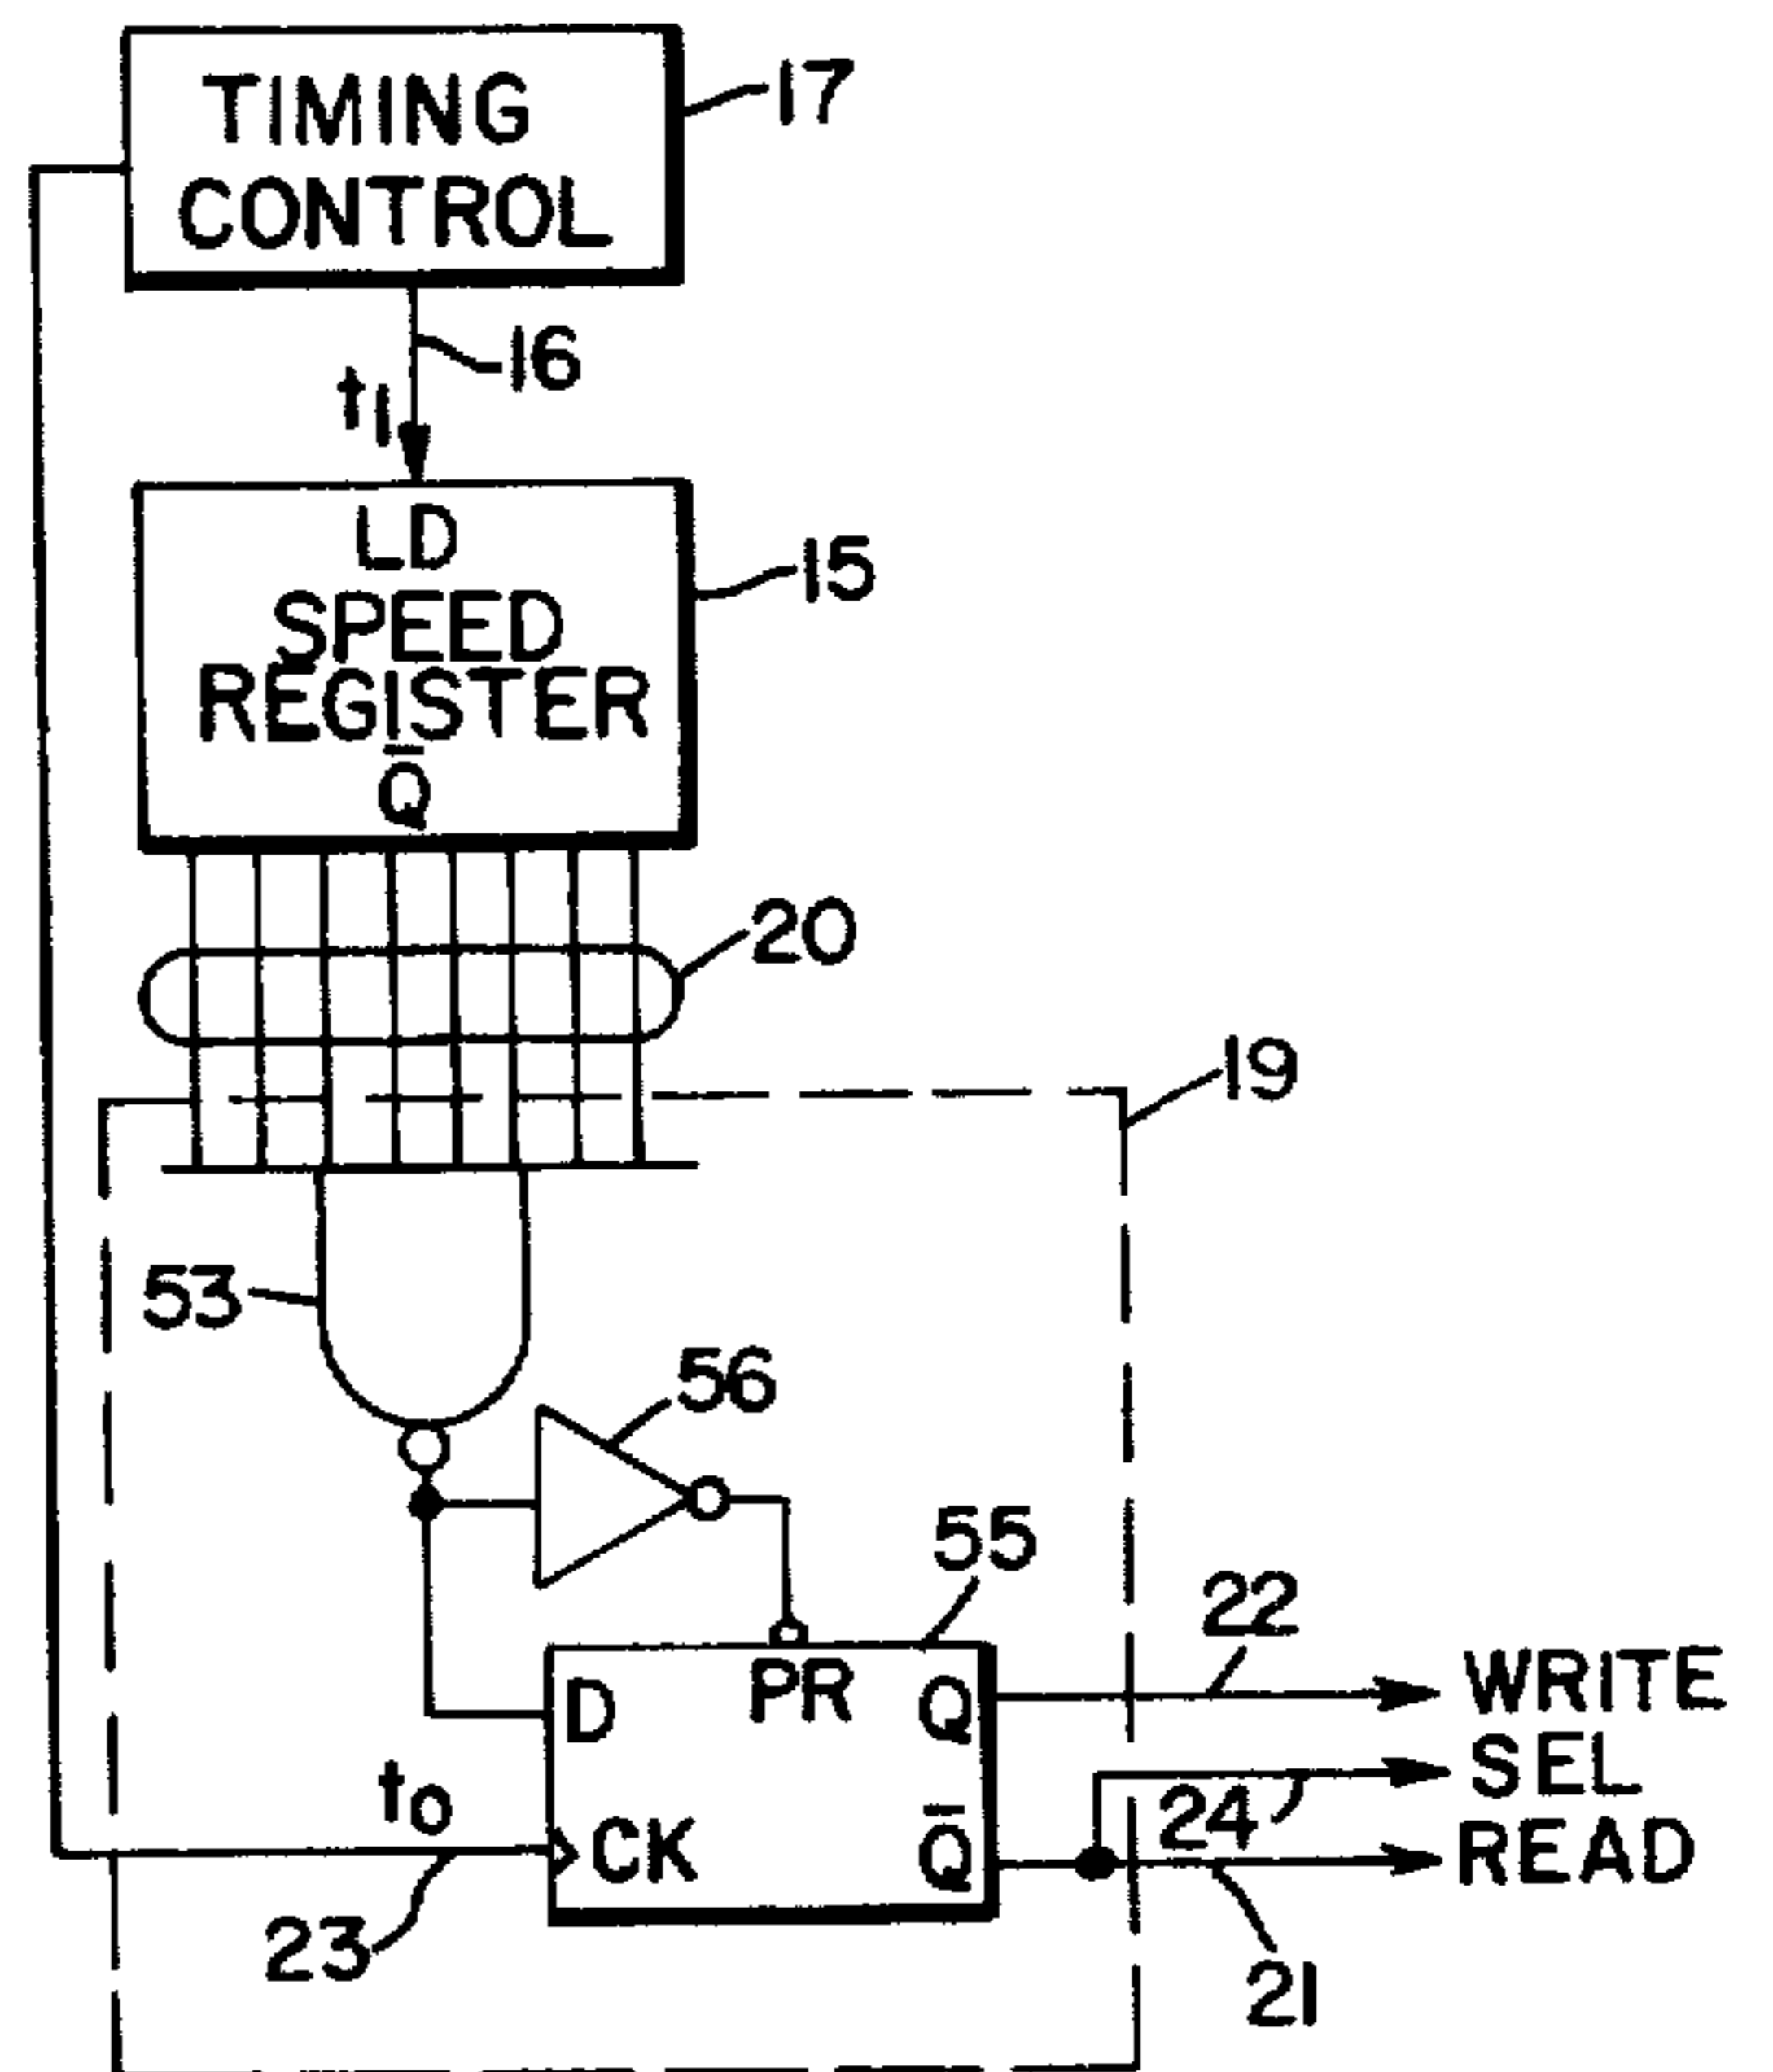 TIMING
CONTROL
17
16
t1
LD
SPEED
REGISTER
Q̅
15
20
19
53
56
55
22
D
PR
Q
WRITE
SEL
24
t0
CK
Q̅
READ
23
21